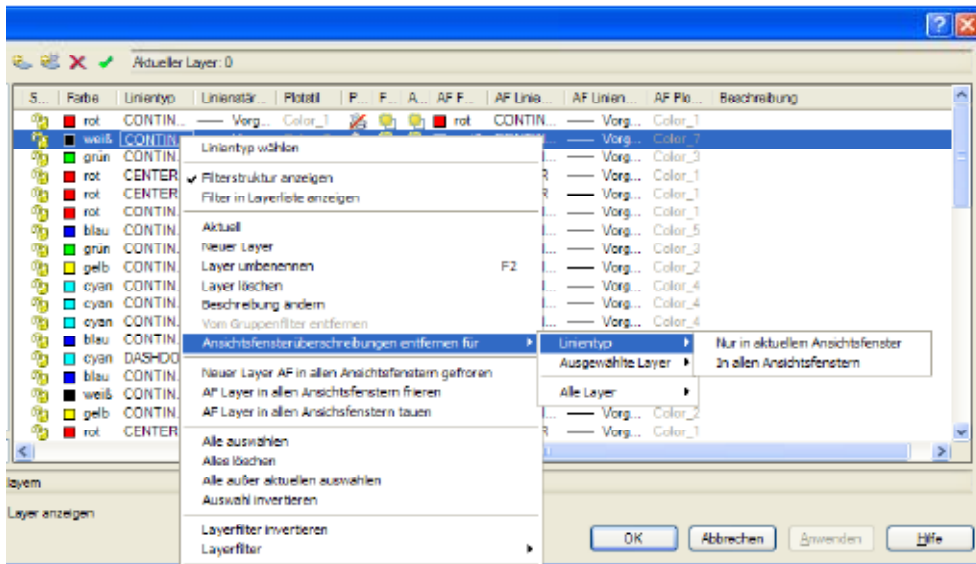 Aktueller Layer: 0
S... Farbe Linientyp Linienstär... Plotstil P... F... A... AF F... AF Linie... AF Linien... AF Plo... Beschreibung
rot CONTIN... Vorg... Color_1 rot CONTIN... Vorg... Color_1
weiß CONTIN. Vorg... Color_7
grün CONTIN. Vorg... Color_3
rot CENTER Vorg... Color_1
rot CENTER Vorg... Color_1
rot CONTIN. Vorg... Color_1
blau CONTIN. Vorg... Color_5
grün CONTIN. Vorg... Color_3
gelb CONTIN. Vorg... Color_2
cyan CONTIN. Vorg... Color_4
cyan CONTIN. Vorg... Color_4
cyan CONTIN. Vorg... Color_4
blau CONTIN.
cyan DASHDO
blau CONTIN.
weiß CONTIN.
gelb CONTIN. Vorg... Color_2
rot CENTER Vorg... Color_1
Linientyp wählen
Filterstruktur anzeigen
Filter in Layerliste anzeigen
Aktuell
Neuer Layer
Layer umbenennen F2
Layer löschen
Beschreibung ändern
Vom Gruppenfilter entfernen
Ansichtsfensterüberschreibungen entfernen für
Neuer Layer AF in allen Ansichtsfenstern gefroren
AF Layer in allen Ansichtsfenstern frieren
AF Layer in allen Ansichsfenstern tauen
Alle auswählen
Alles löschen
Alle außer aktuellen auswählen
Auswahl invertieren
Layerfilter invertieren
Layerfilter
Linientyp
Ausgewählte Layer
Alle Layer
Nur in aktuellem Ansichtsfenster
In allen Ansichtsfenstern
layern
Layer anzeigen
OK Abbrechen Anwenden Hilfe